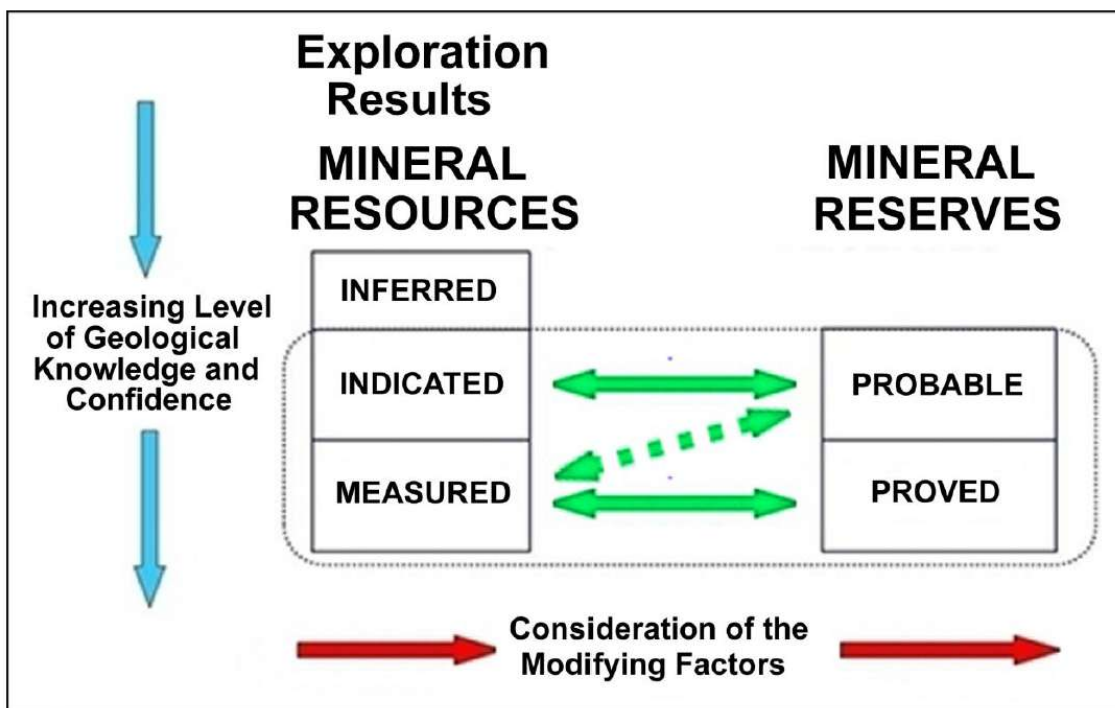 Exploration
Results
MINERAL
RESOURCES
MINERAL
RESERVES
Increasing Level
of Geological
Knowledge and
Confidence
INFERRED
INDICATED
MEASURED
PROBABLE
PROVED
Consideration of the
Modifying Factors